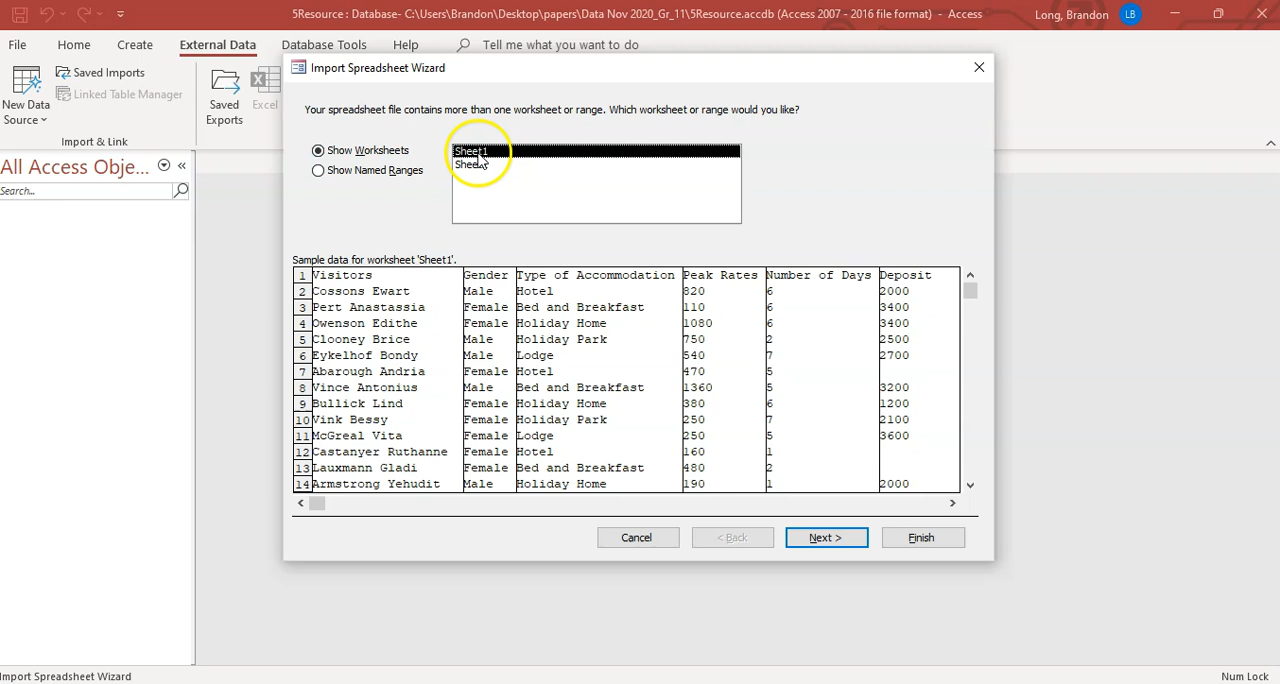 5Resource : Database- C:\Users\Brandon\Desktop\papers\Data Nov 2020_Gr_11\5Resource.accdb (Access 2007 - 2016 file format) - Access
Long, Brandon LB
File Home Create External Data Database Tools Help Tell me what you want to do
New Data Source
Saved Imports
Linked Table Manager
Saved Exports
Excel
Import & Link
All Access Obje...
Search...
Import Spreadsheet Wizard
Your spreadsheet file contains more than one worksheet or range. Which worksheet or range would you like?
Show Worksheets
Show Named Ranges
Sheet1
Sample data for worksheet 'Sheet1'.
1 Visitors Gender Type of Accommodation Peak Rates Number of Days Deposit
2 Cossons Ewart Male Hotel 820 6 2000
3 Pert Anastassia Female Bed and Breakfast 110 6 3400
4 Owenson Edithe Female Holiday Home 1080 6 3400
5 Clooney Brice Male Holiday Park 750 2 2500
6 Eykelhof Bondy Male Lodge 540 7 2700
7 Abarough Andria Female Hotel 470 5
8 Vince Antonius Male Bed and Breakfast 1360 5 3200
9 Bullick Lind Female Holiday Home 380 6 1200
10 Vink Bessy Female Holiday Park 250 7 2100
11 McGreal Vita Female Lodge 250 5 3600
12 Castanyer Ruthanne Female Hotel 160 1
13 Lauxmann Gladi Female Bed and Breakfast 480 2
14 Armstrong Yehudit Male Holiday Home 190 1 2000
Cancel < Back Next > Finish
Import Spreadsheet Wizard
Num Lock